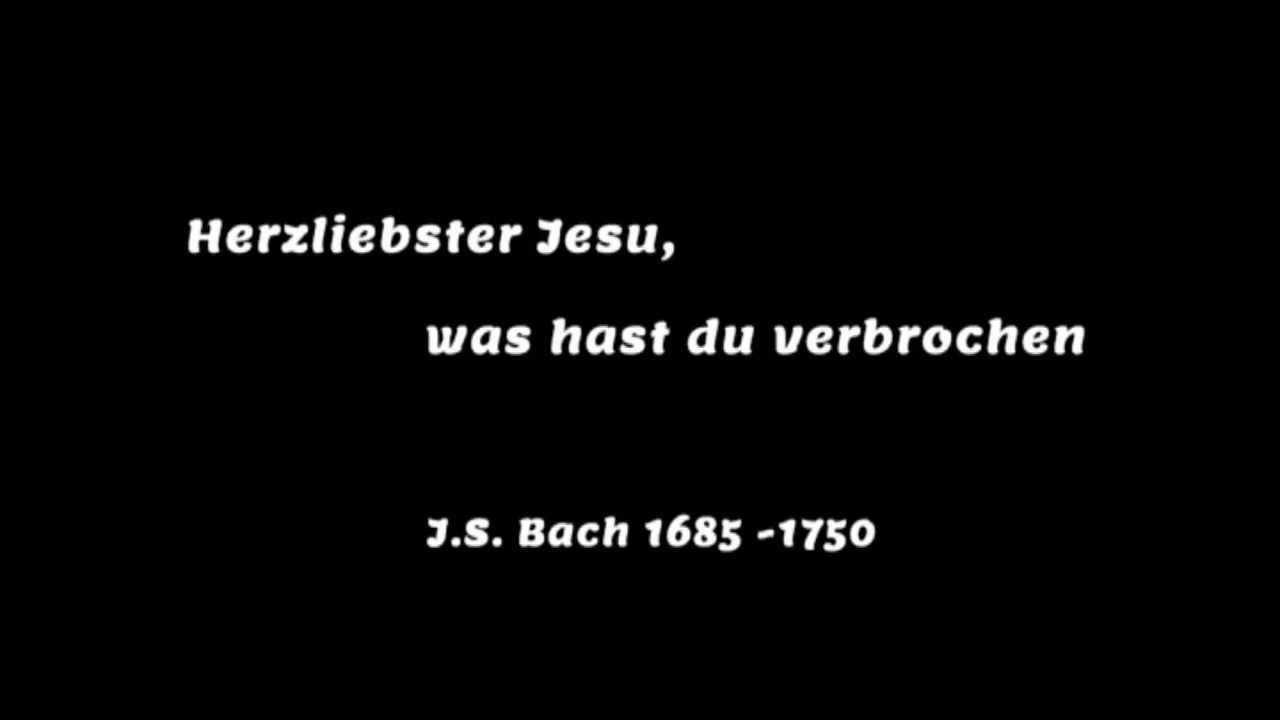 Herzliebster Jesu,
was hast du verbrochen
J.S. Bach 1685 -1750